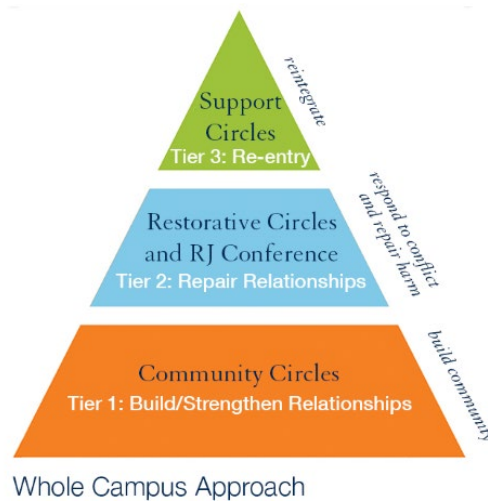 reintegrate
Support
Circles
Tier 3: Re-entry
respond to conflict
and repair harm
Restorative Circles
and RJ Conference
Tier 2: Repair Relationships
build community
Community Circles
Tier 1: Build/Strengthen Relationships
Whole Campus Approach